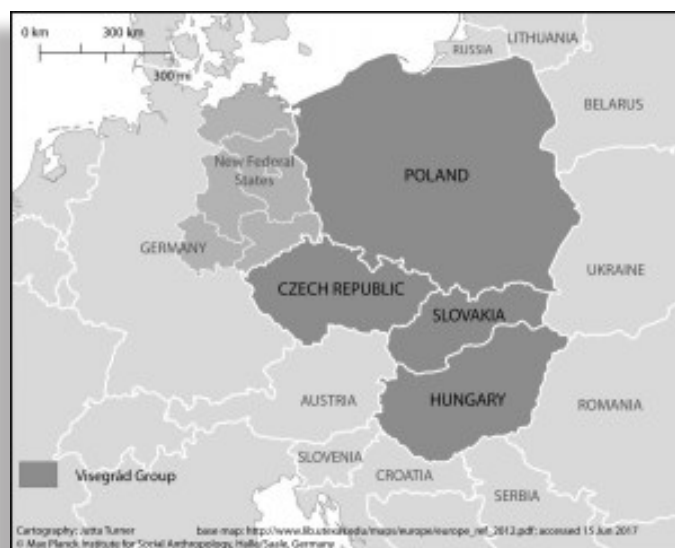 0 km 300 km
300 mi
RUSSIA
LITHUANIA
BELARUS
New Federal
States
POLAND
GERMANY
UKRAINE
CZECH REPUBLIC
SLOVAKIA
AUSTRIA
HUNGARY
ROMANIA
SLOVENIA
CROATIA
SERBIA
Visegrád Group
Cartography: Jutta Turner base map: http://www.lib.utexas.edu/maps/europe/europe_ref_2012.pdf; accessed 15 Jun 2017
© Max Planck Institute for Social Anthropology, Halle/Saale, Germany